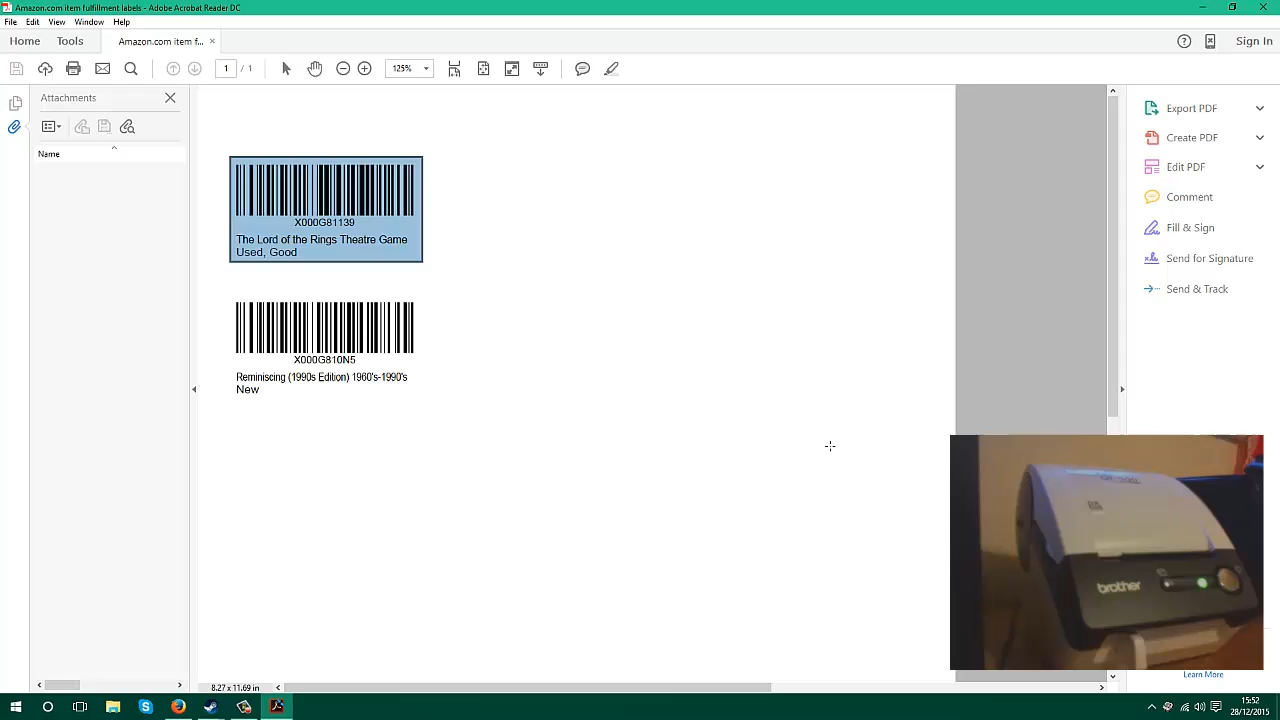 Amazon.com item fulfillment labels - Adobe Acrobat Reader DC
File Edit View Window Help
Home Tools Amazon.com item f... × Sign In
1 / 1 125%
Attachments
Name
Export PDF
Create PDF
Edit PDF
Comment
Fill & Sign
Send for Signature
Send & Track
X000G81139
The Lord of the Rings Theatre Game
Used, Good
X000G810N5
Reminiscing (1990s Edition) 1960's-1990's
New
brother
Learn More
8.27 x 11.69 in
15:52
28/12/2015